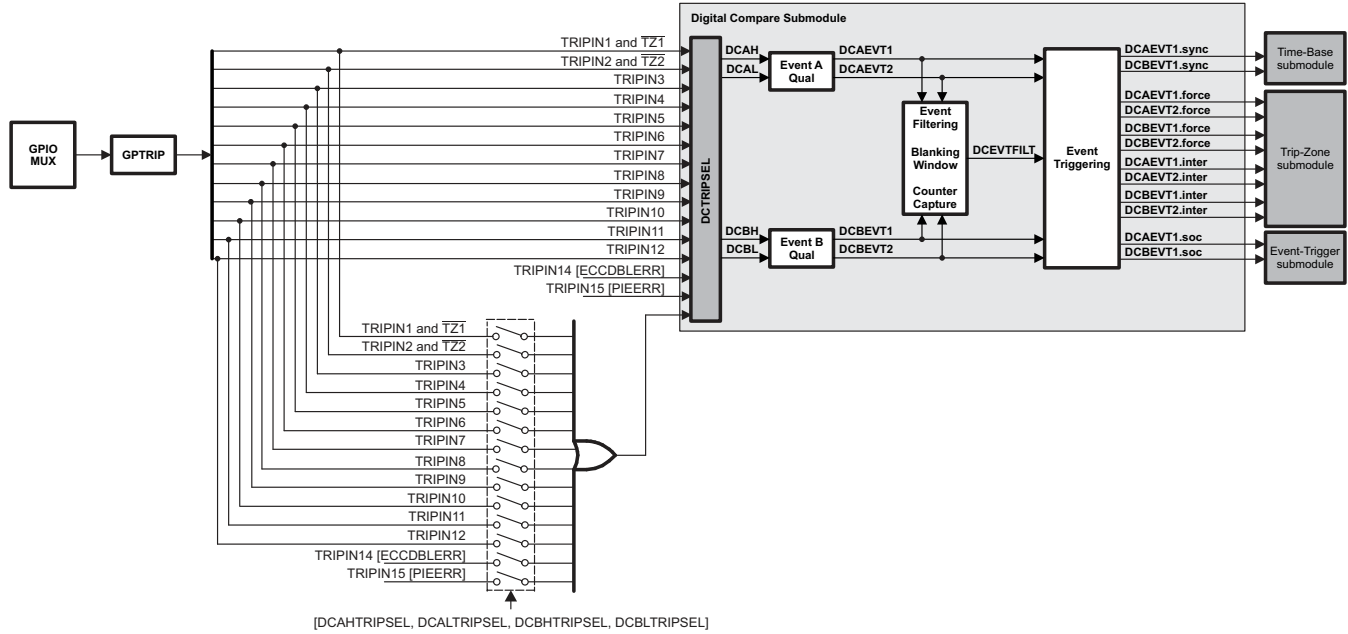 Digital Compare Submodule
TRIPIN1 and TZ1
TRIPIN2 and TZ2
TRIPIN3
TRIPIN4
TRIPIN5
TRIPIN6
TRIPIN7
TRIPIN8
TRIPIN9
TRIPIN10
TRIPIN11
TRIPIN12
TRIPIN14 [ECCDBLERR]
TRIPIN15 [PIEERR]
GPIO
MUX
GPTRIP
DCTRIPSEL
DCAH
DCAL
Event A
Qual
DCAEVT1
DCAEVT2
Event
Filtering
Blanking
Window
Counter
Capture
DCEVTFILT
DCBH
DCBL
Event B
Qual
DCBEVT1
DCBEVT2
Event
Triggering
DCAEVT1.sync
DCBEVT1.sync
DCAEVT1.force
DCAEVT2.force
DCBEVT1.force
DCBEVT2.force
DCAEVT1.inter
DCAEVT2.inter
DCBEVT1.inter
DCBEVT2.inter
DCAEVT1.soc
DCBEVT1.soc
Time-Base
submodule
Trip-Zone
submodule
Event-Trigger
submodule
TRIPIN1 and TZ1
TRIPIN2 and TZ2
TRIPIN3
TRIPIN4
TRIPIN5
TRIPIN6
TRIPIN7
TRIPIN8
TRIPIN9
TRIPIN10
TRIPIN11
TRIPIN12
TRIPIN14 [ECCDBLERR]
TRIPIN15 [PIEERR]
[DCAHTRIPSEL, DCALTRIPSEL, DCBHTRIPSEL, DCBLTRIPSEL]